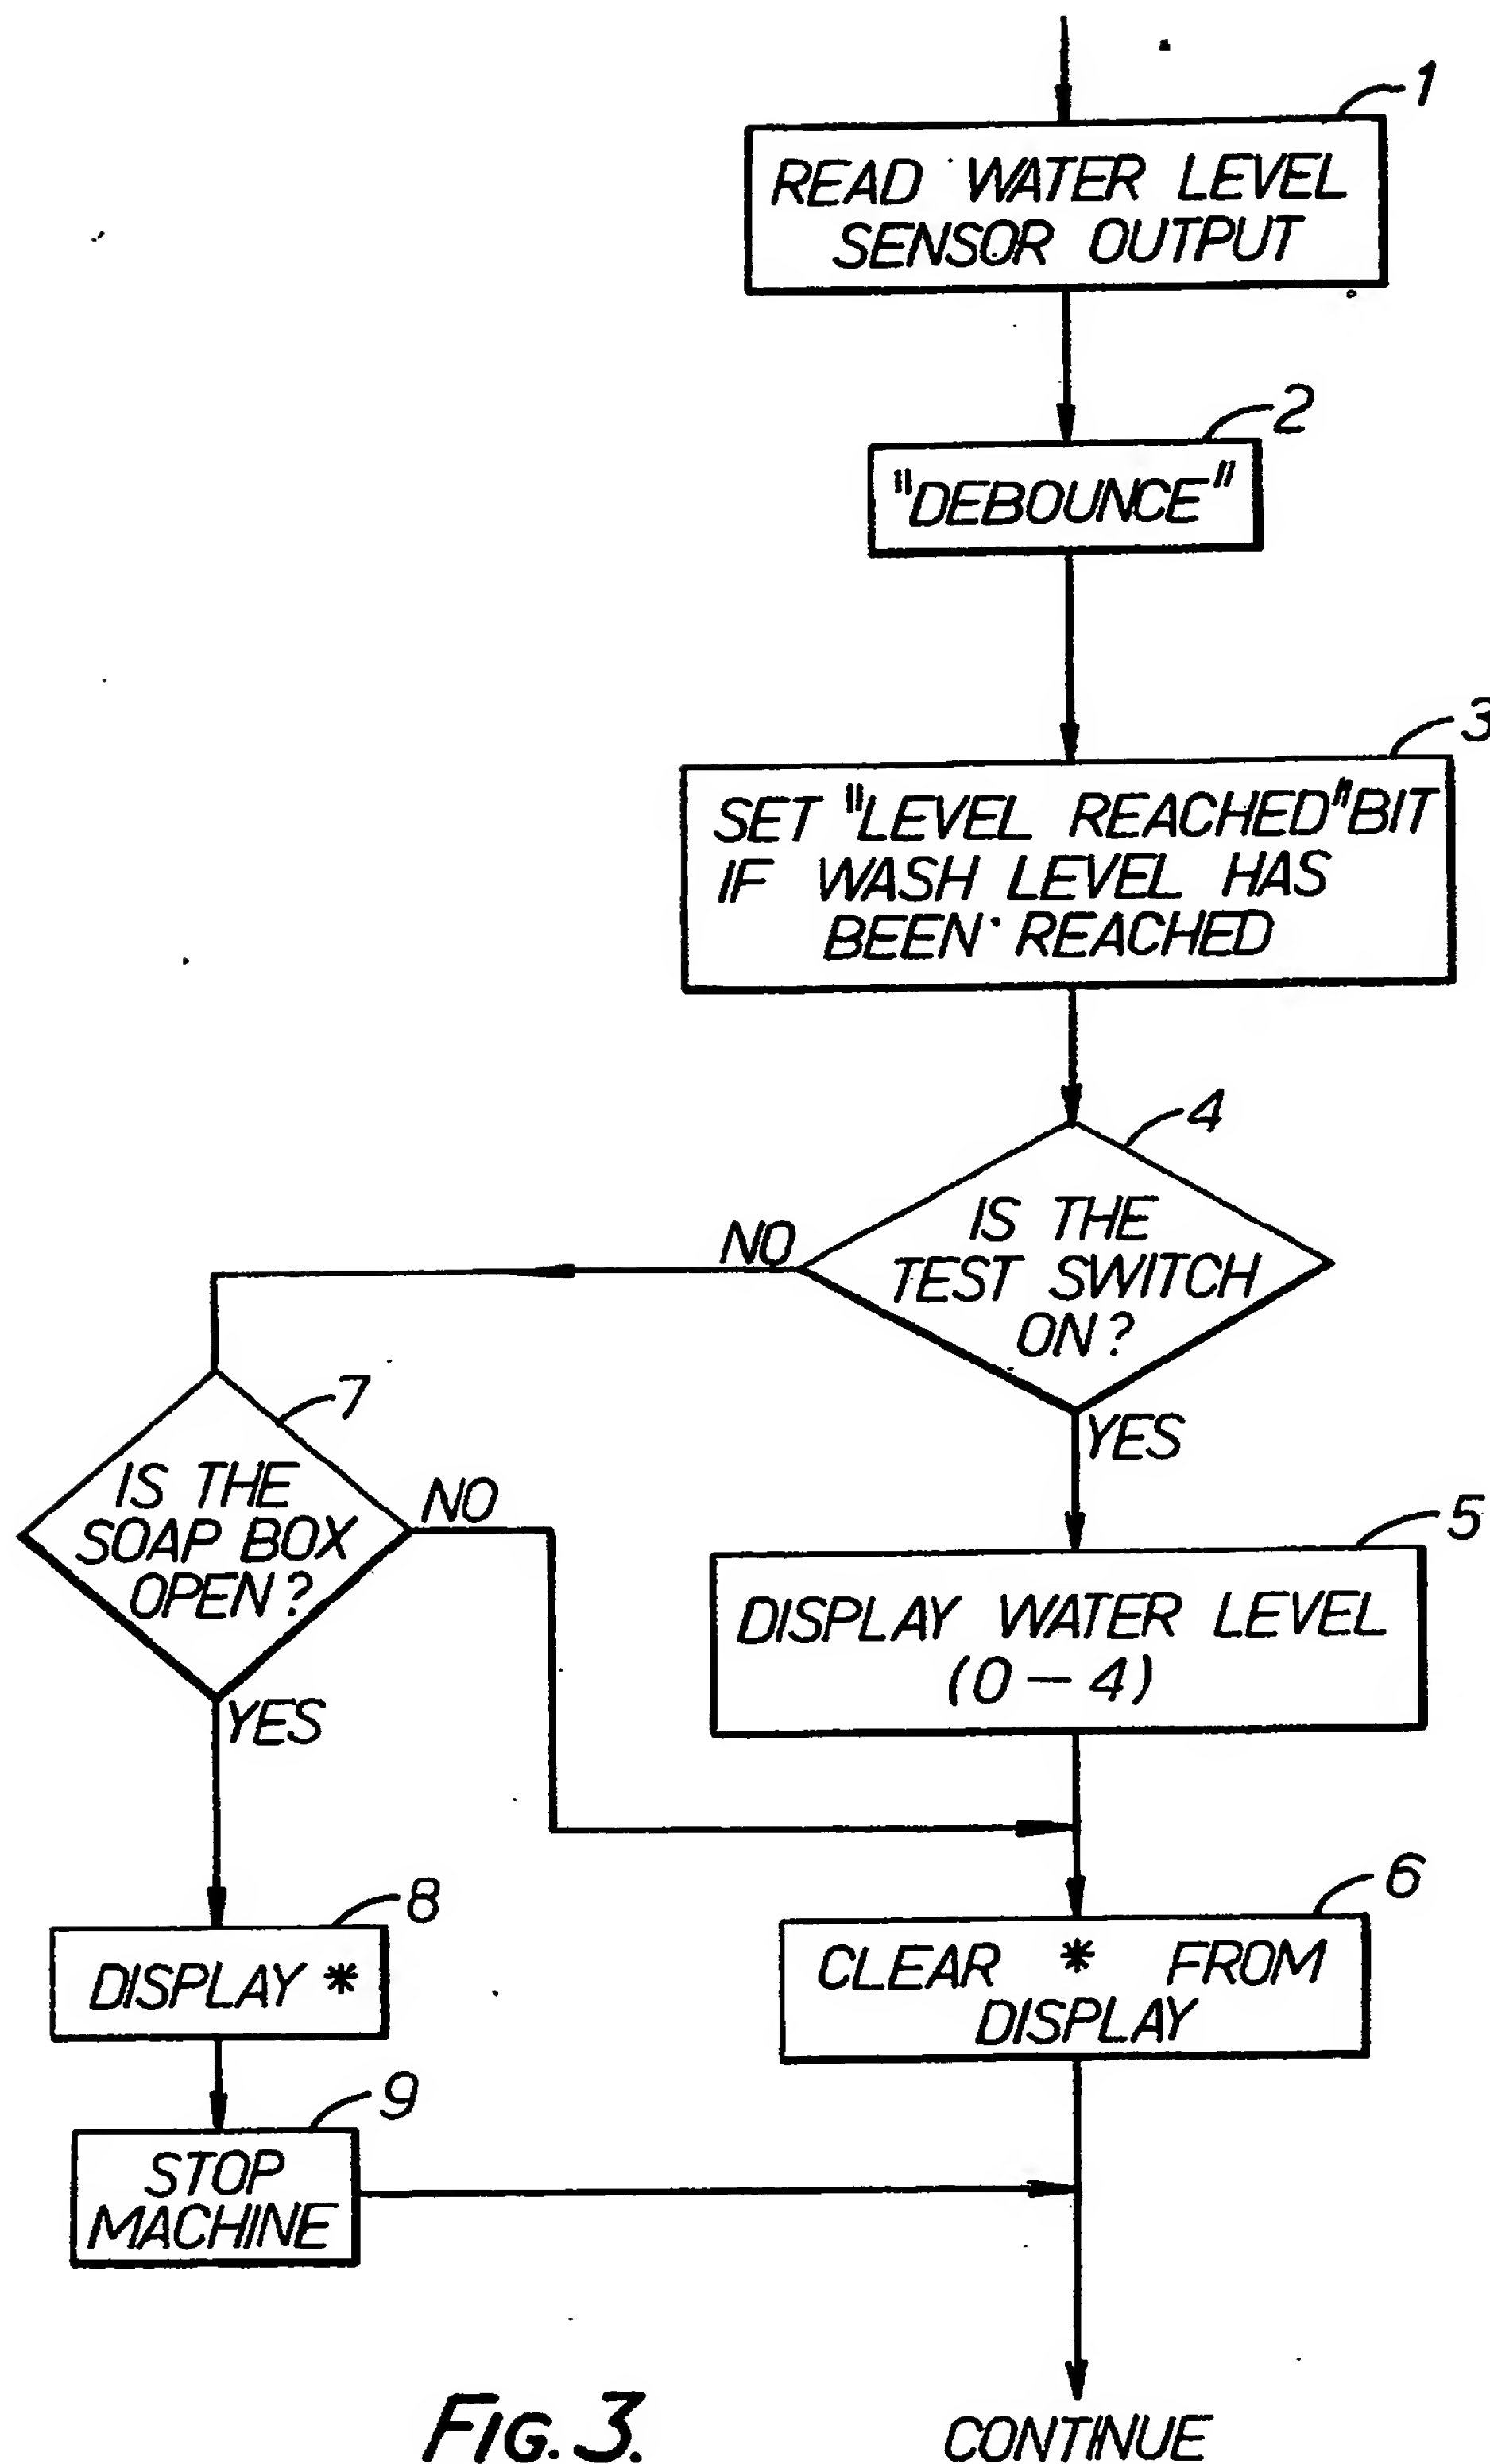 1
READ WATER LEVEL
SENSOR OUTPUT
2
"DEBOUNCE"
3
SET "LEVEL REACHED" BIT
IF WASH LEVEL HAS
BEEN REACHED
4
IS THE
TEST SWITCH
ON?
NO
YES
7
IS THE
SOAP BOX
OPEN?
NO
YES
5
DISPLAY WATER LEVEL
(0-4)
8
DISPLAY *
6
CLEAR * FROM
DISPLAY
9
STOP
MACHINE
FIG. 3.
CONTINUE